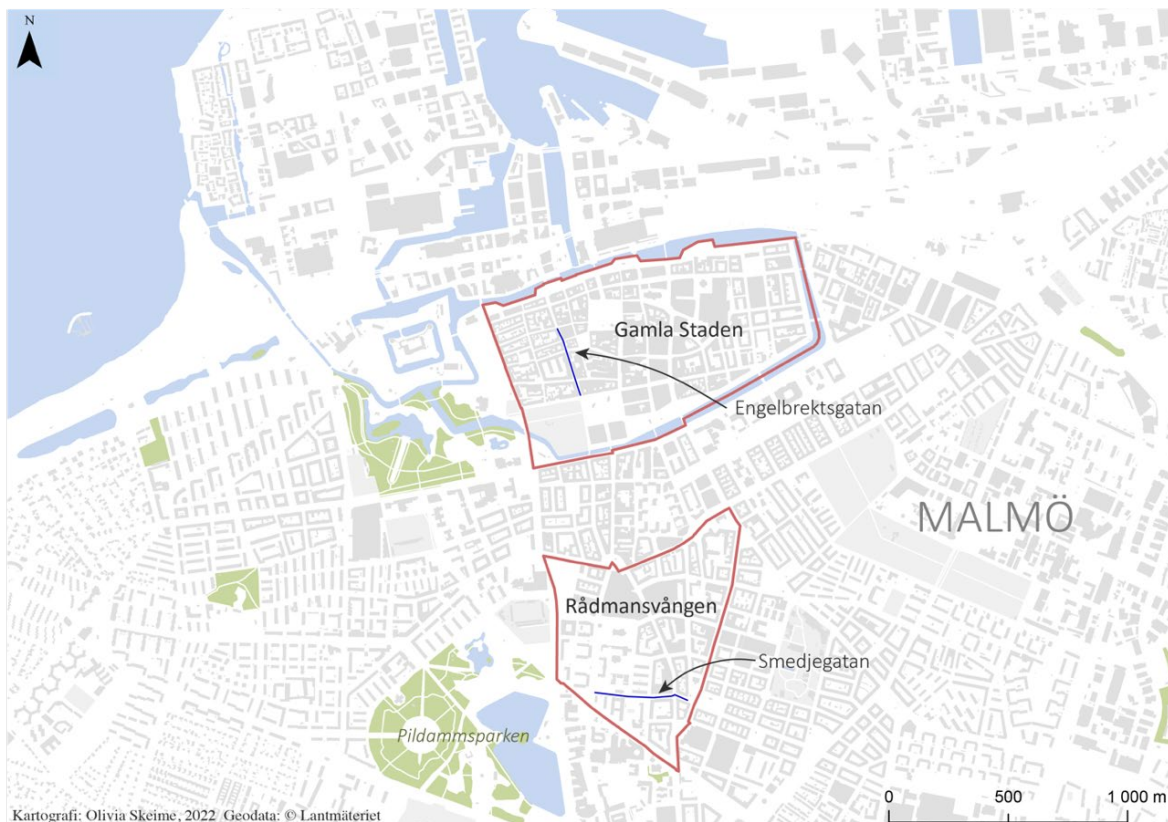 N
Gamla Staden
Engelbrektsgatan
MALMÖ
Rådmansvången
Smedjegatan
Pildammsparken
Kartografi: Olivia Skeime, 2022 Geodata: © Lantmäteriet
0 500 1 000 m